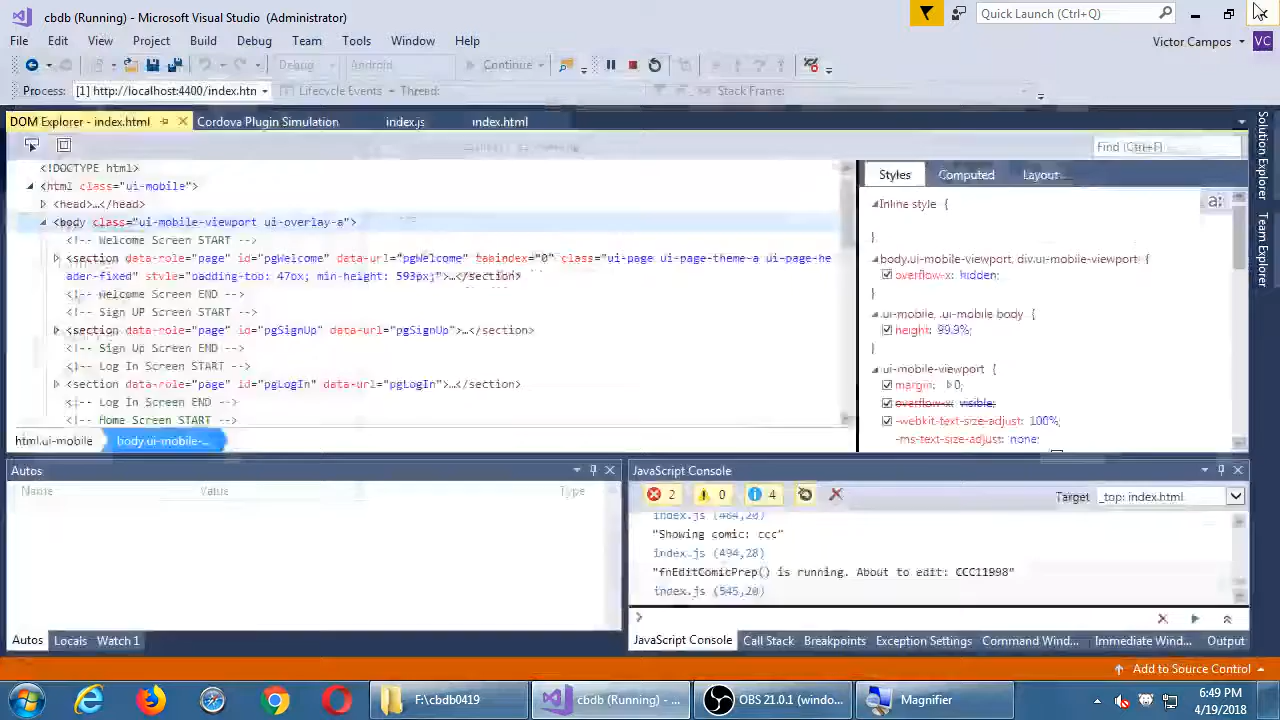 cbdb (Running) - Microsoft Visual Studio (Administrator)
Quick Launch (Ctrl+Q)
File Edit View Project Build Debug Team Tools Window Help
Victor Campos
VC
Debug Android Continue
Process: [1] http://localhost:4400/index.htn Lifecycle Events Thread: Stack Frame:
DOM Explorer - index.html Cordova Plugin Simulation index.js index.html
Find (Ctrl+F)
<!DOCTYPE html>
<html class="ui-mobile">
<head>…</head>
<body class="ui-mobile-viewport ui-overlay-a">
<!-- Welcome Screen START -->
<section data-role="page" id="pgWelcome" data-url="pgWelcome" tabindex="0" class="ui-page ui-page-theme-a ui-page-he
ader-fixed" style="padding-top: 47px; min-height: 593px;">…</section>
<!-- Welcome Screen END -->
<!-- Sign UP Screen START -->
<section data-role="page" id="pgSignUp" data-url="pgSignUp">…</section>
<!-- Sign Up Screen END -->
<!-- Log In Screen START -->
<section data-role="page" id="pgLogIn" data-url="pgLogIn">…</section>
<!-- Log In Screen END -->
<!-- Home Screen START -->
html.ui-mobile body.ui-mobile-...
Styles Computed Layout
Inline style {
}
body.ui-mobile-viewport, div.ui-mobile-viewport {
overflow-x: hidden;
}
.ui-mobile, .ui-mobile body {
height: 99.9%;
}
.ui-mobile-viewport {
margin: 0;
overflow-x: visible;
-webkit-text-size-adjust: 100%;
-ms-text-size-adjust: none;
a:
Autos
Name Value Type
Autos Locals Watch 1
JavaScript Console
2 0 4 Target _top: index.html
index.js (484,20)
"Showing comic: ccc"
index.js (494,28)
"fnEditComicPrep() is running. About to edit: CCC11998"
index.js (545,20)
JavaScript Console Call Stack Breakpoints Exception Settings Command Wind... Immediate Wind... Output
Solution Explorer
Team Explorer
Add to Source Control
F:\cbdb0419
cbdb (Running) - ...
OBS 21.0.1 (windo...
Magnifier
6:49 PM
4/19/2018